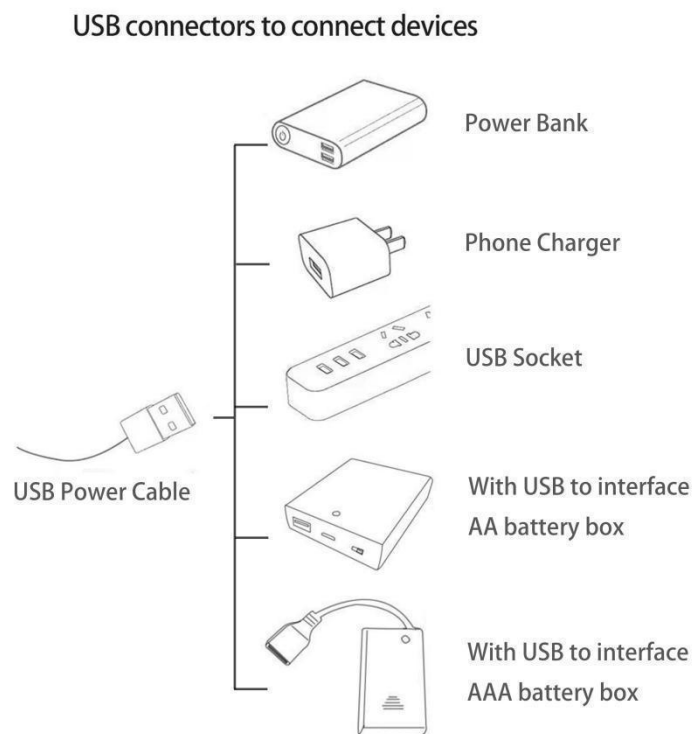 USB connectors to connect devices
Power Bank
Phone Charger
USB Socket
USB Power Cable
With USB to interface
AA battery box
With USB to interface
AAA battery box